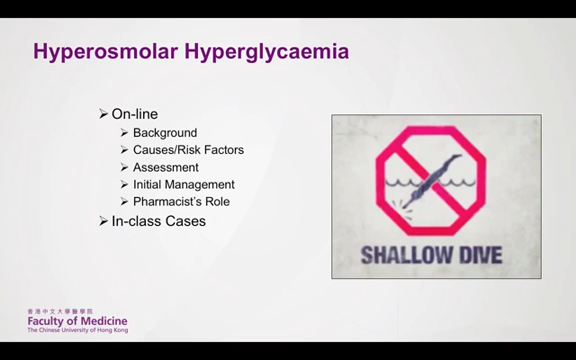 Hyperosmolar Hyperglycaemia
On-line
Background
Causes/Risk Factors
Assessment
Initial Management
Pharmacist's Role
In-class Cases
SHALLOW DIVE
香港中文大學醫學院
Faculty of Medicine
The Chinese University of Hong Kong